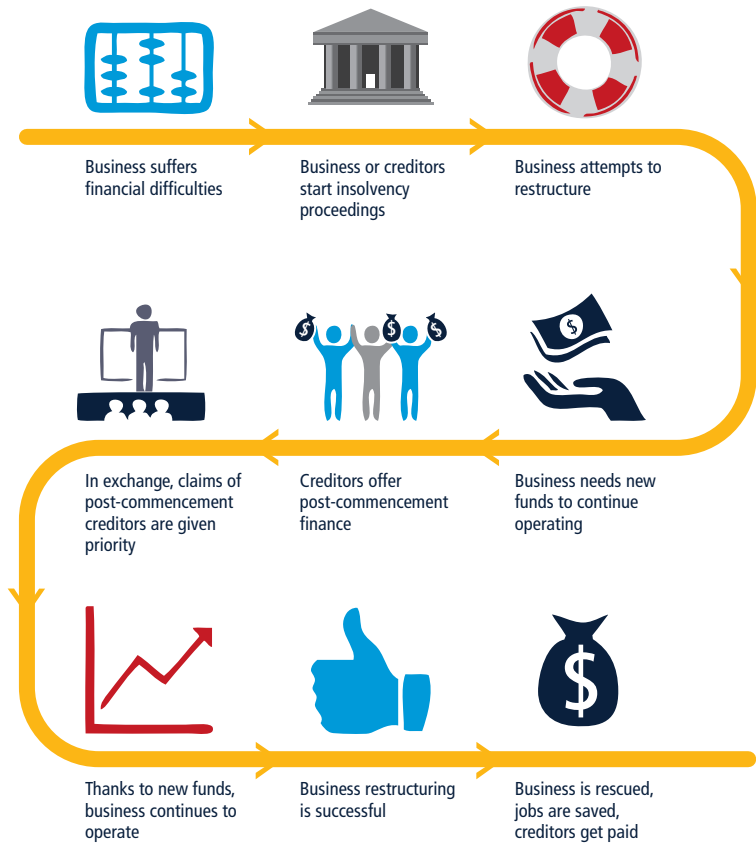 Business suffers
financial difficulties
Business or creditors
start insolvency
proceedings
Business attempts to
restructure
$
$
$
$
Business needs new
funds to continue
operating
Creditors offer
post-commencement
finance
In exchange, claims of
post-commencement
creditors are given
priority
$
Thanks to new funds,
business continues to
operate
Business restructuring
is successful
Business is rescued,
jobs are saved,
creditors get paid